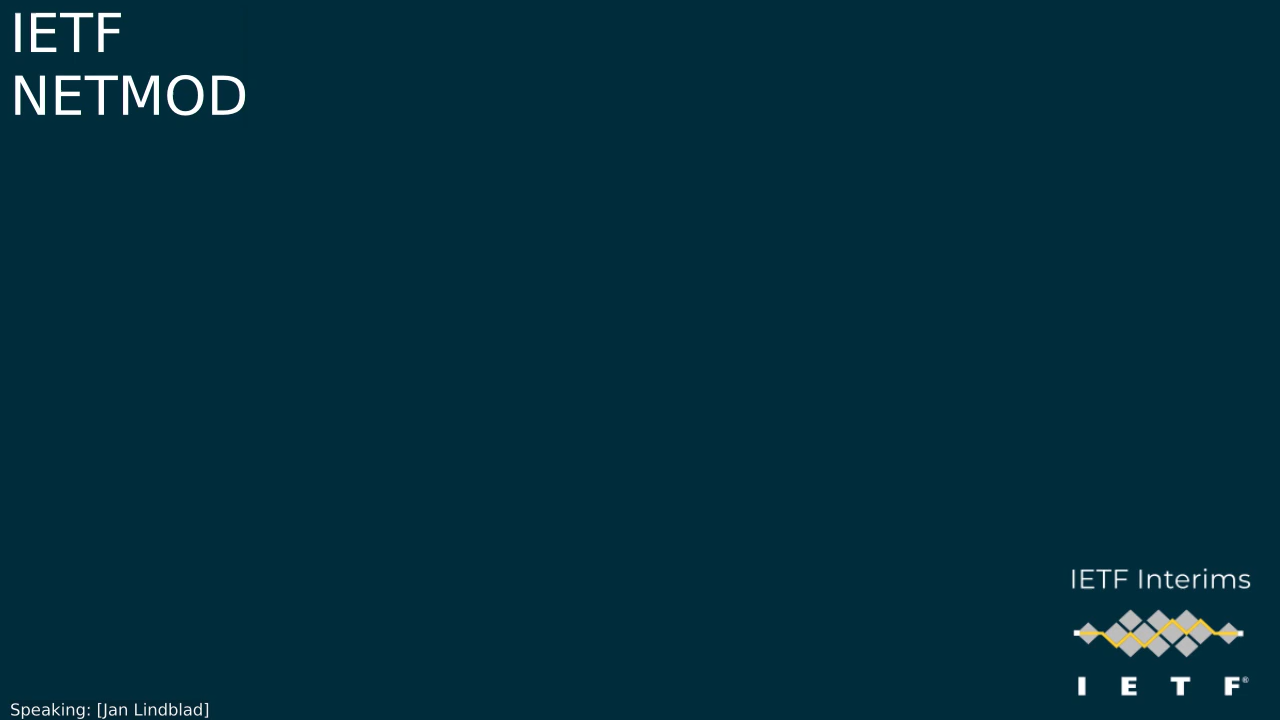 IETF
NETMOD
IETF Interims
I E T F®
Speaking: [Jan Lindblad]